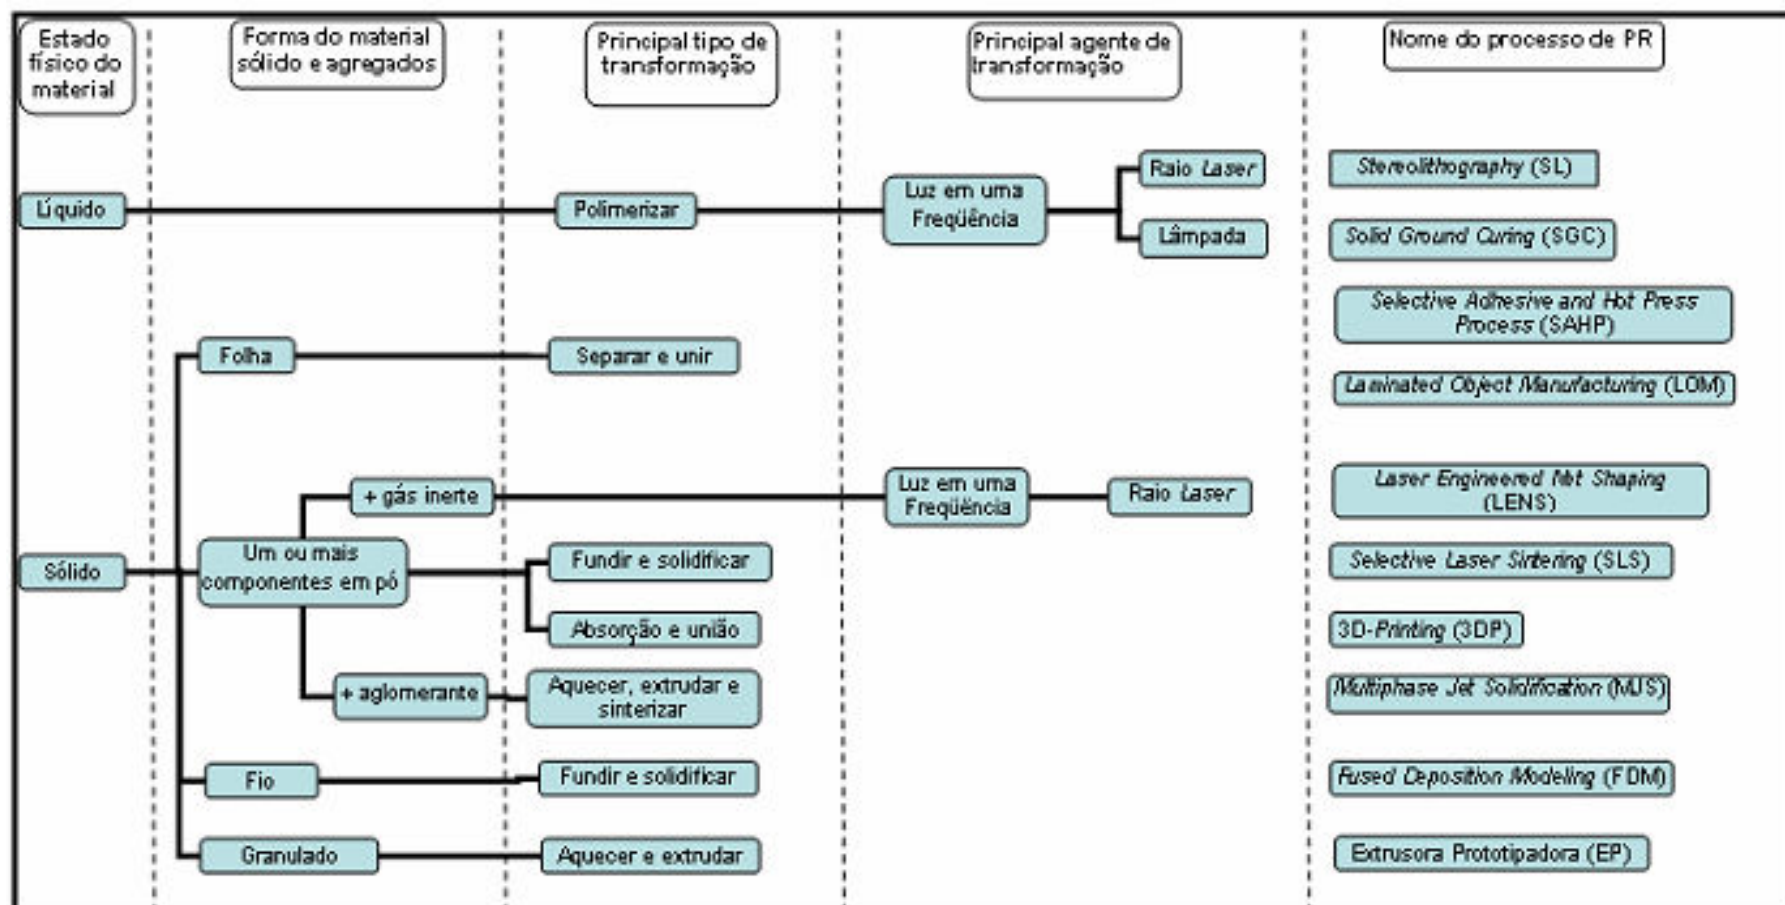 Estado
físico do
material
Forma do material
sólido e agregados
Principal tipo de
transformação
Principal agente de
transformação
Nome do processo de PR
Líquido
Polimerizar
Luz em uma
Freqüência
Raio Laser
Lâmpada
Stereolithography (SL)
Solid Ground Curing (SGC)
Selective Adhesive and Hot Press
Process (SAHP)
Folha
Separar e unir
Laminated Object Manufacturing (LOM)
+ gás inerte
Luz em uma
Freqüência
Raio Laser
Laser Engineered Net Shaping
(LENS)
Sólido
Um ou mais
componentes em pó
Fundir e solidificar
Selective Laser Sintering (SLS)
Absorção e união
3D-Printing (3DP)
+ aglomerante
Aquecer, extrudar e
sinterizar
Multiphase Jet Solidification (MJS)
Fio
Fundir e solidificar
Fused Deposition Modeling (FDM)
Granulado
Aquecer e extrudar
Extrusora Prototipadora (EP)